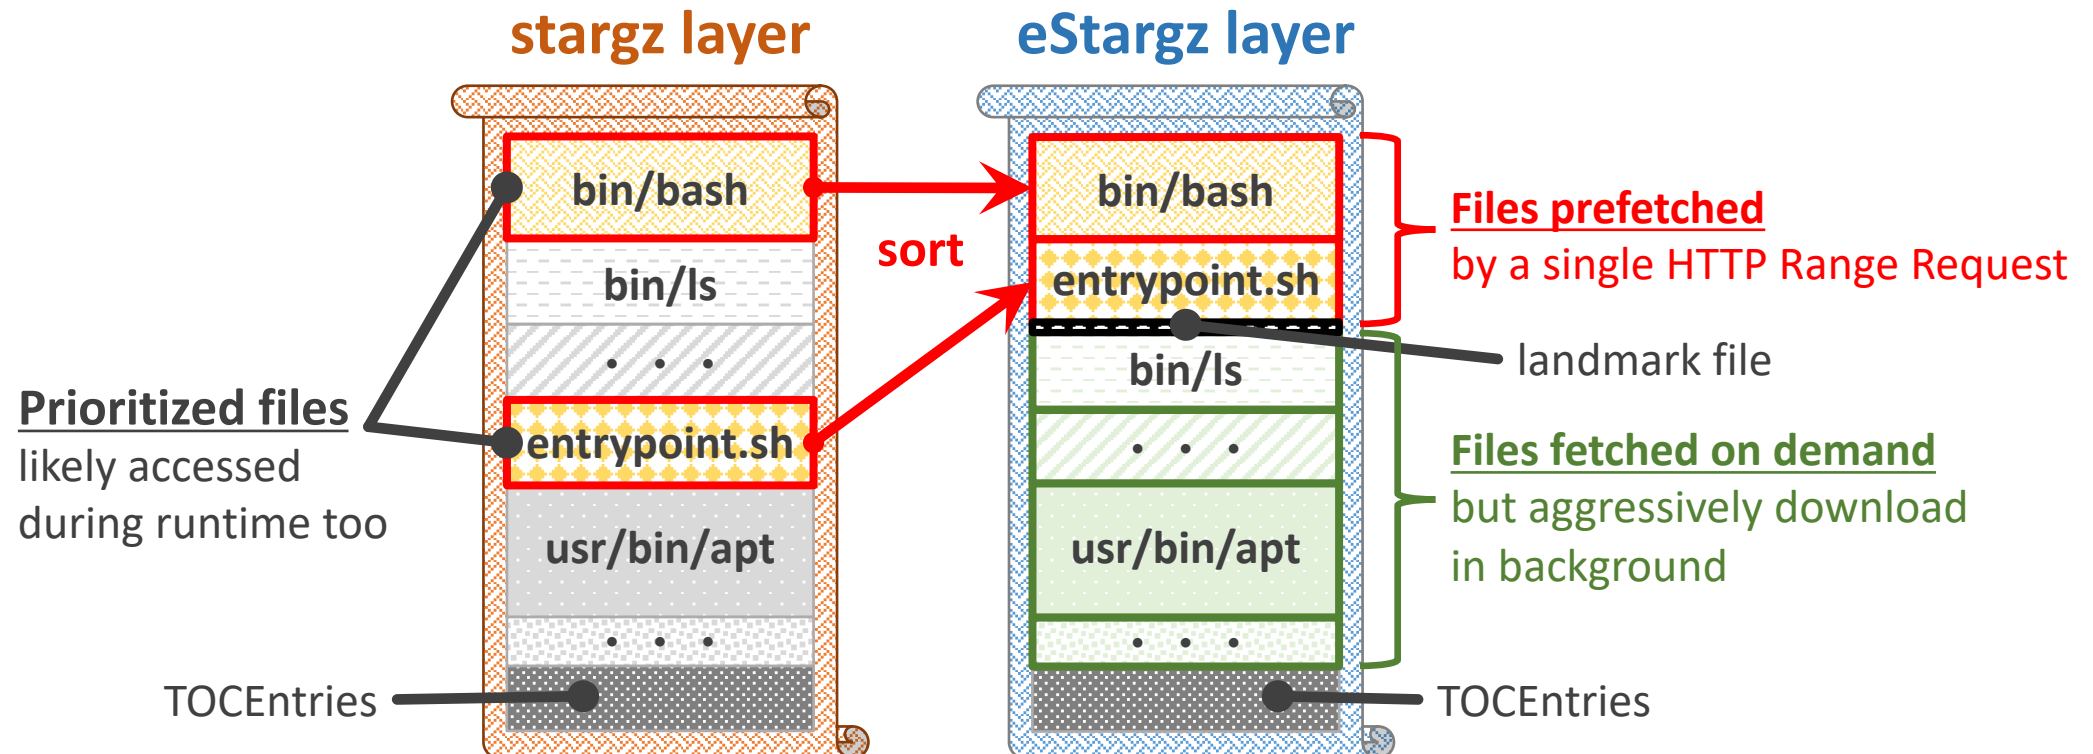 stargz layer
eStargz layer
bin/bash
bin/ls
. . .
entrypoint.sh
usr/bin/apt
. . .
Prioritized files
likely accessed
during runtime too
TOCEntries
sort
bin/bash
entrypoint.sh
bin/ls
. . .
usr/bin/apt
. . .
Files prefetched
by a single HTTP Range Request
landmark file
Files fetched on demand
but aggressively download
in background
TOCEntries